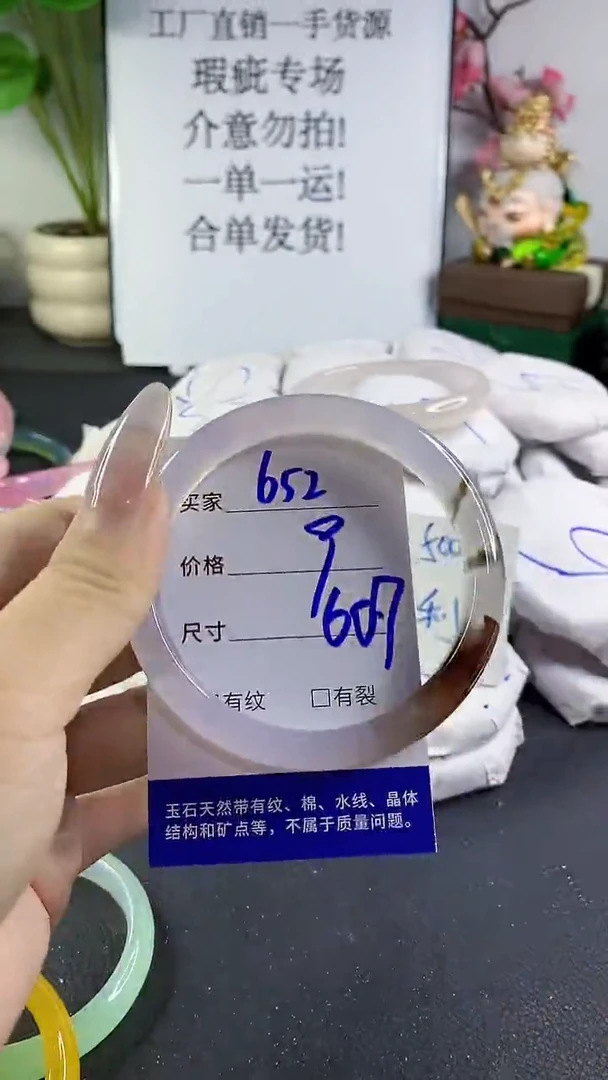 工厂直销一手货源
瑕疵专场
介意勿拍!
一单一运!
合单发货!
买家 652
价格
尺寸
有纹 □有裂
玉石天然带有纹、棉、水线、晶体
结构和矿点等，不属于质量问题。